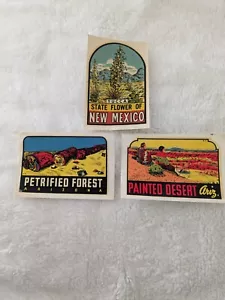 YUCCA
STATE FLOWER OF
NEW MEXICO
PETRIFIED FOREST
ARIZONA
PAINTED DESERT Ariz.